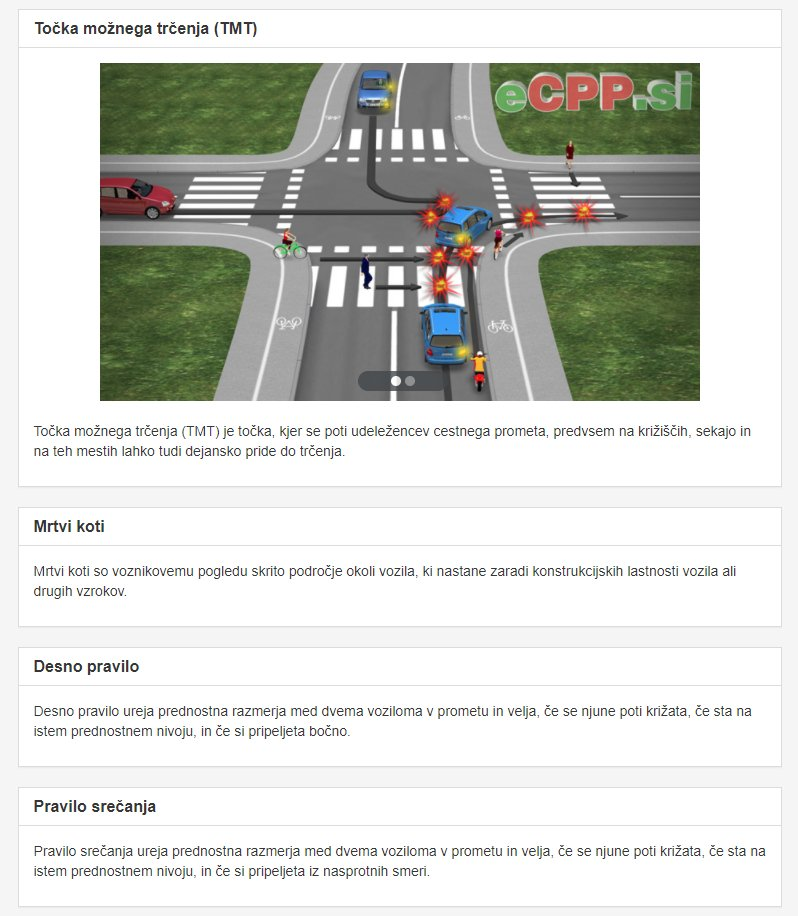 Točka možnega trčenja (TMT)
eCPP.si
Točka možnega trčenja (TMT) je točka, kjer se poti udeležencev cestnega prometa, predvsem na križiščih, sekajo in
na teh mestih lahko tudi dejansko pride do trčenja.
Mrtvi koti
Mrtvi koti so voznikovemu pogledu skrito področje okoli vozila, ki nastane zaradi konstrukcijskih lastnosti vozila ali
drugih vzrokov.
Desno pravilo
Desno pravilo ureja prednostna razmerja med dvema voziloma v prometu in velja, če se njune poti križata, če sta na
istem prednostnem nivoju, in če si pripeljeta bočno.
Pravilo srečanja
Pravilo srečanja ureja prednostna razmerja med dvema voziloma v prometu in velja, če se njune poti križata, če sta na
istem prednostnem nivoju, in če si pripeljeta iz nasprotnih smeri.